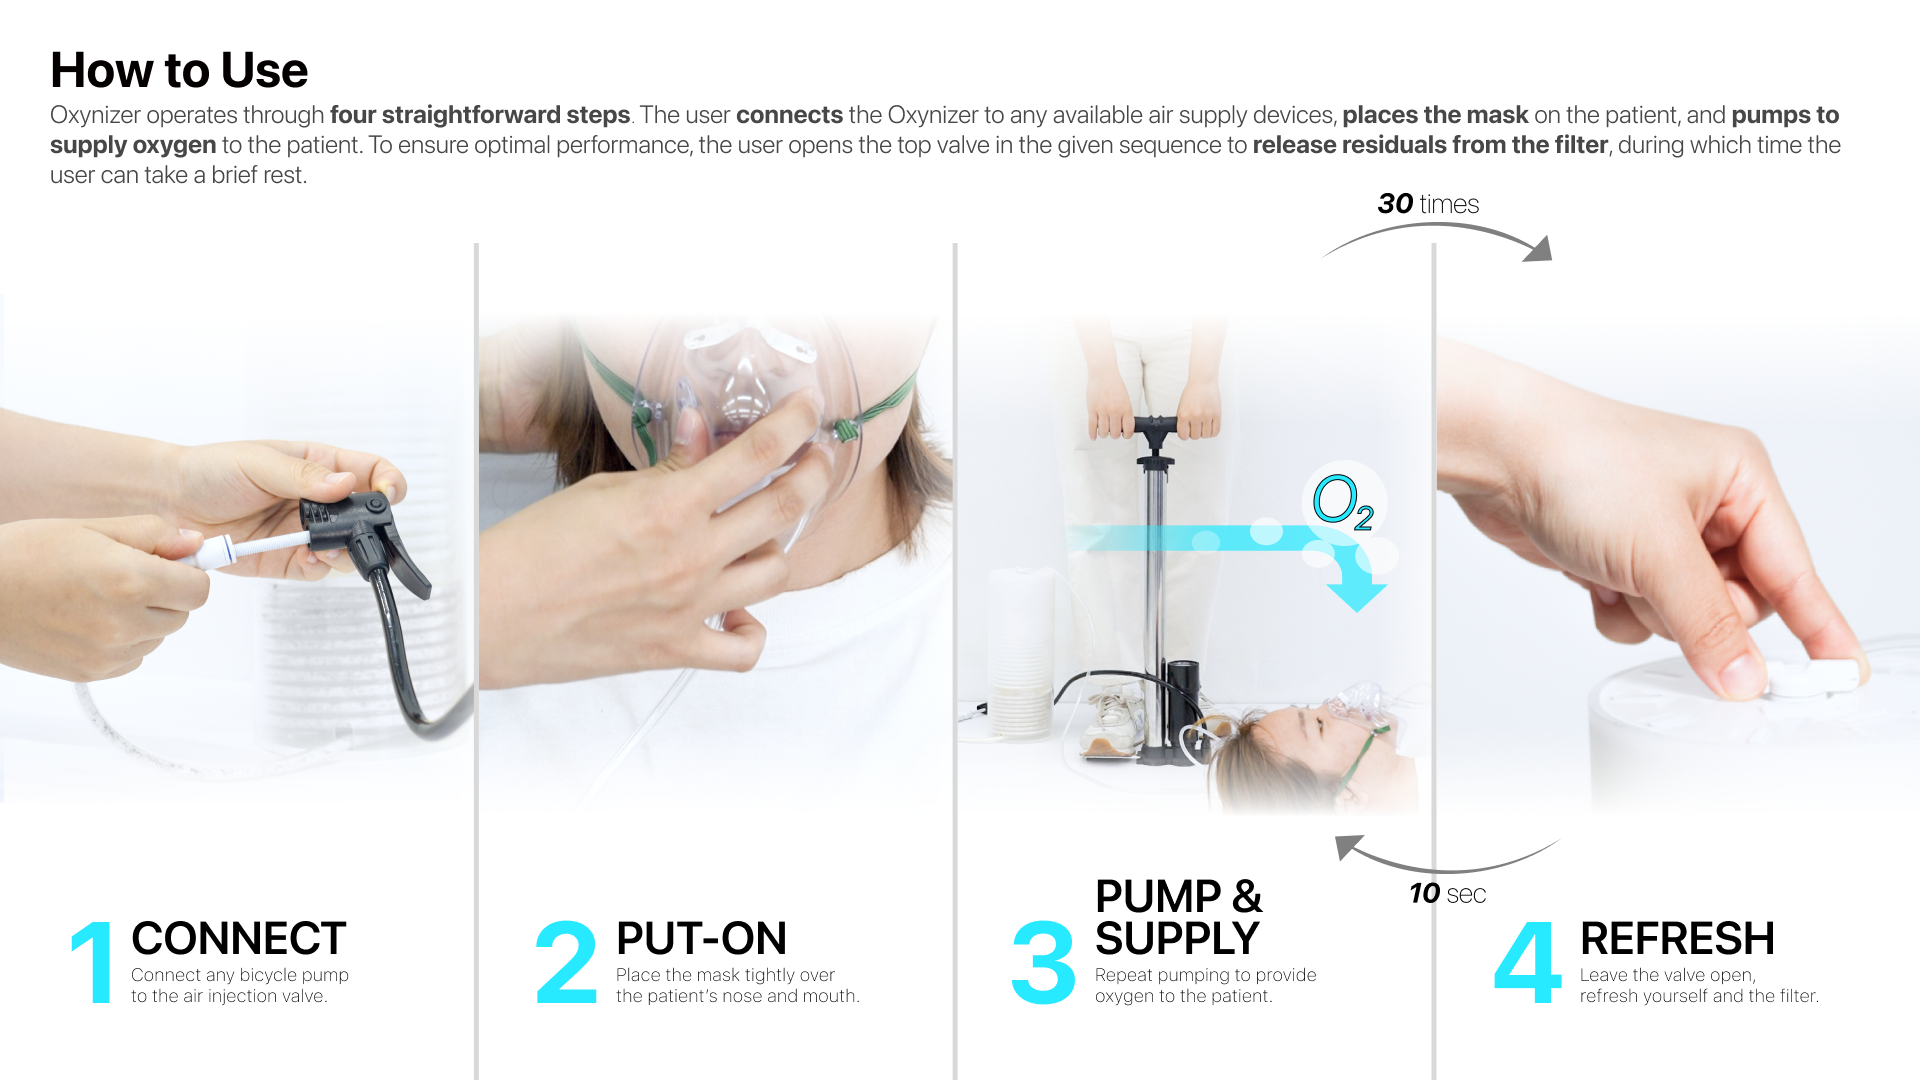 How to Use
Oxynizer operates through four straightforward steps. The user connects the Oxynizer to any available air supply devices, places the mask on the patient, and pumps to
supply oxygen to the patient. To ensure optimal performance, the user opens the top valve in the given sequence to release residuals from the filter, during which time the
user can take a brief rest.
30 times
O2
10 sec
1 CONNECT
Connect any bicycle pump
to the air injection valve.
2 PUT-ON
Place the mask tightly over
the patient's nose and mouth.
3 PUMP &
SUPPLY
Repeat pumping to provide
oxygen to the patient.
4 REFRESH
Leave the valve open,
refresh yourself and the filter.